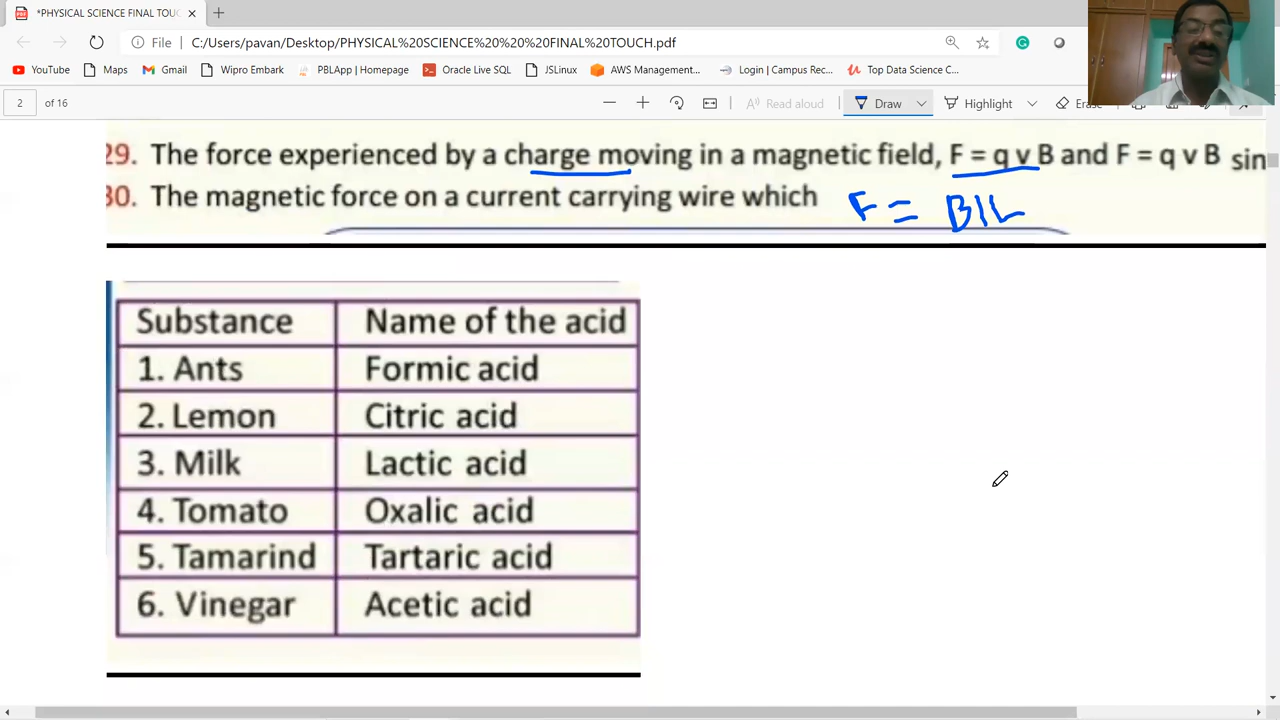 *PHYSICAL SCIENCE FINAL TOUC
File C:/Users/pavan/Desktop/PHYSICAL%20SCIENCE%20%20%20FINAL%20TOUCH.pdf
YouTube Maps Gmail Wipro Embark PBLApp | Homepage Oracle Live SQL JSLinux AWS Management... Login | Campus Rec... Top Data Science C...
2 of 16 Read aloud Draw Highlight Erase
29. The force experienced by a charge moving in a magnetic field, F = q v B and F = q v B sin
30. The magnetic force on a current carrying wire which F = BIL
Substance Name of the acid
1. Ants Formic acid
2. Lemon Citric acid
3. Milk Lactic acid
4. Tomato Oxalic acid
5. Tamarind Tartaric acid
6. Vinegar Acetic acid